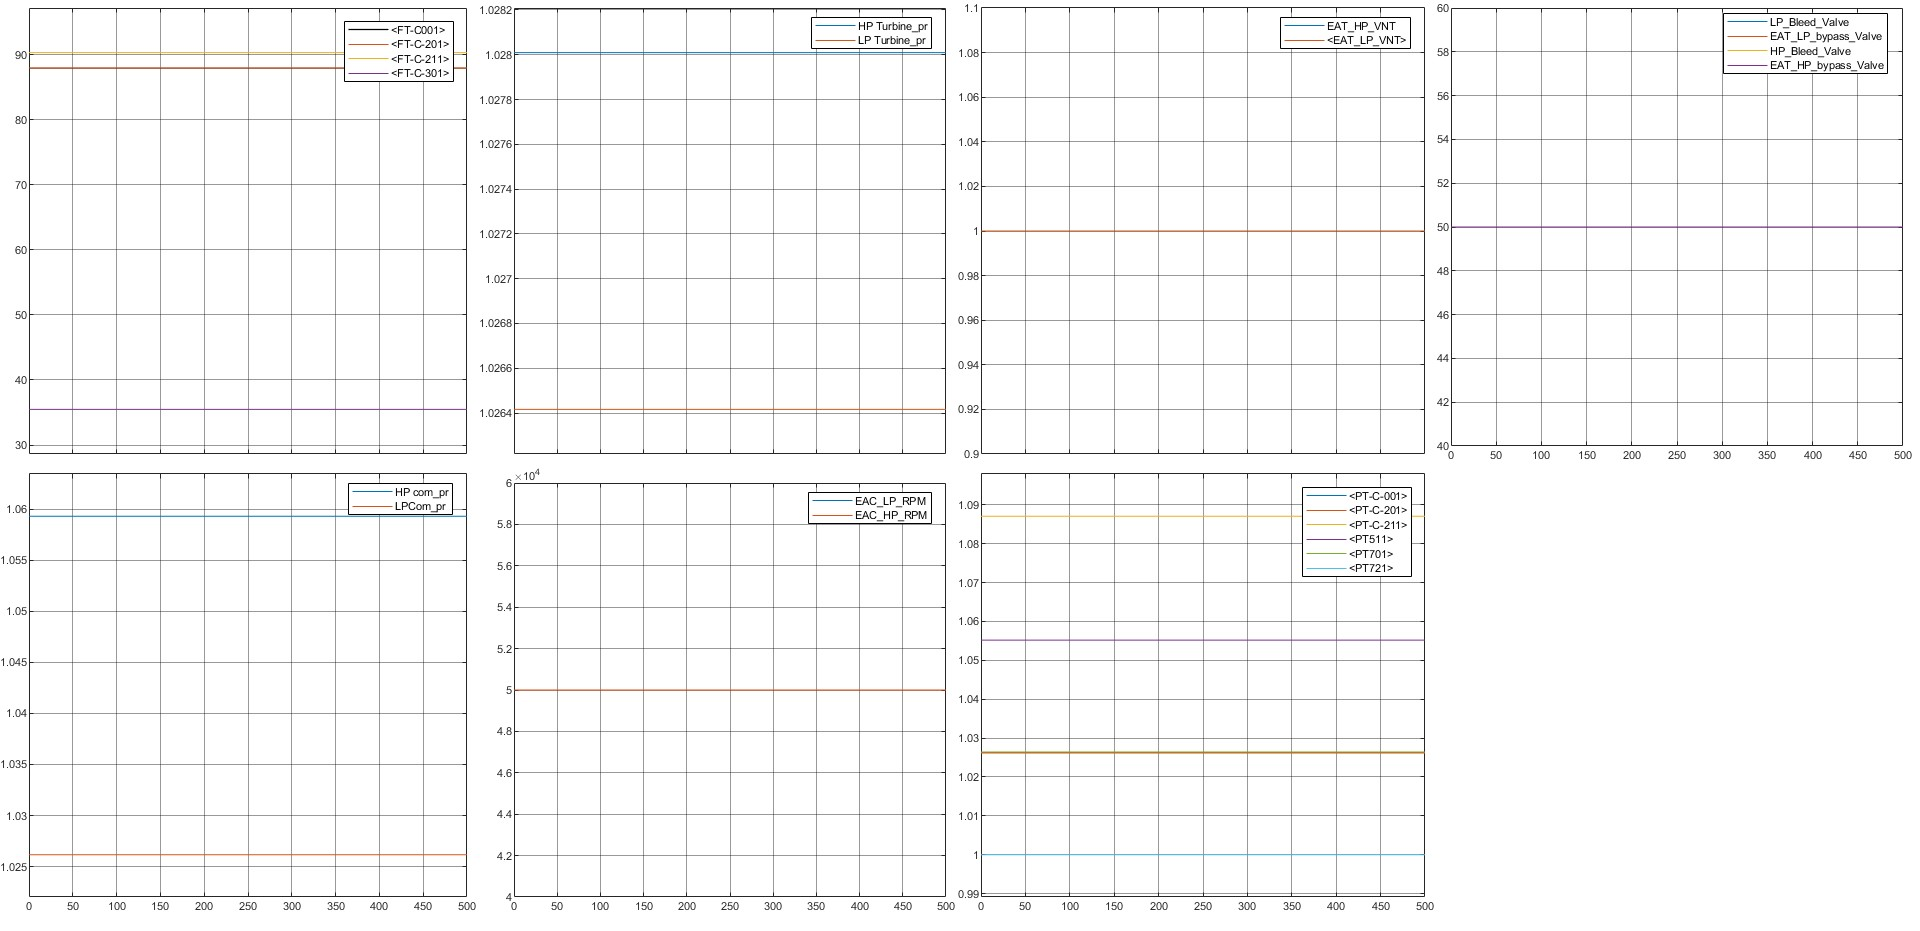 90
80
70
60
50
40
30
<FT-C001>
<FT-C-201>
<FT-C-211>
<FT-C-301>
1.0282
1.028
1.0278
1.0276
1.0274
1.0272
1.027
1.0268
1.0266
1.0264
HP Turbine_pr
LP Turbine_pr
1.1
1.08
1.06
1.04
1.02
1
0.98
0.96
0.94
0.92
0.9
EAT_HP_VNT
<EAT_LP_VNT>
60
58
56
54
52
50
48
46
44
42
40
LP_Bleed_Valve
EAT_LP_bypass_Valve
HP_Bleed_Valve
EAT_HP_bypass_Valve
0 50 100 150 200 250 300 350 400 450 500
1.06
1.055
1.05
1.045
1.04
1.035
1.03
1.025
HP com_pr
LPCom_pr
0 50 100 150 200 250 300 350 400 450 500
×10⁴
6
5.8
5.6
5.4
5.2
5
4.8
4.6
4.4
4.2
4
EAC_LP_RPM
EAC_HP_RPM
0 50 100 150 200 250 300 350 400 450 500
1.09
1.08
1.07
1.06
1.05
1.04
1.03
1.02
1.01
1
0.99
<PT-C-001>
<PT-C-201>
<PT-C-211>
<PT511>
<PT701>
<PT721>
0 50 100 150 200 250 300 350 400 450 500